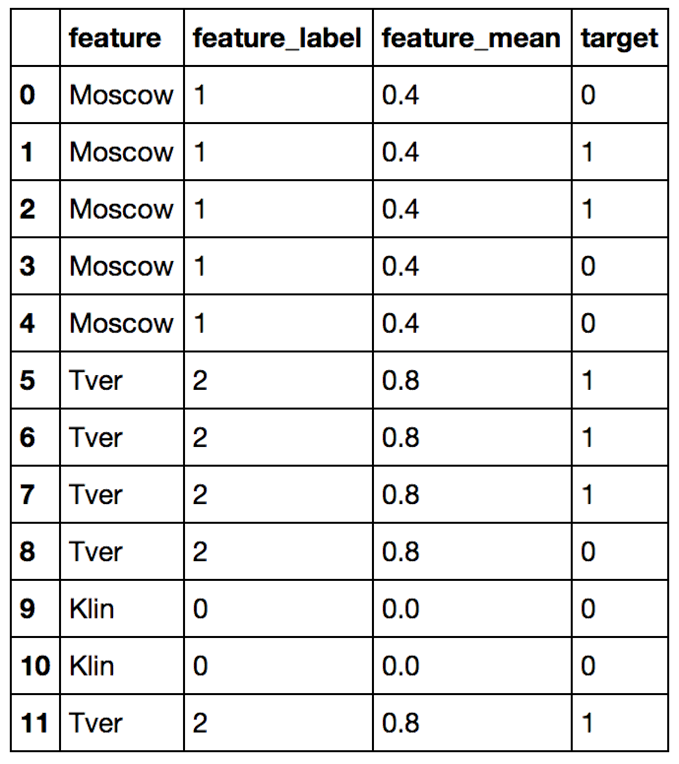 feature feature_label feature_mean target
0 Moscow 1 0.4 0
1 Moscow 1 0.4 1
2 Moscow 1 0.4 1
3 Moscow 1 0.4 0
4 Moscow 1 0.4 0
5 Tver 2 0.8 1
6 Tver 2 0.8 1
7 Tver 2 0.8 1
8 Tver 2 0.8 0
9 Klin 0 0.0 0
10 Klin 0 0.0 0
11 Tver 2 0.8 1